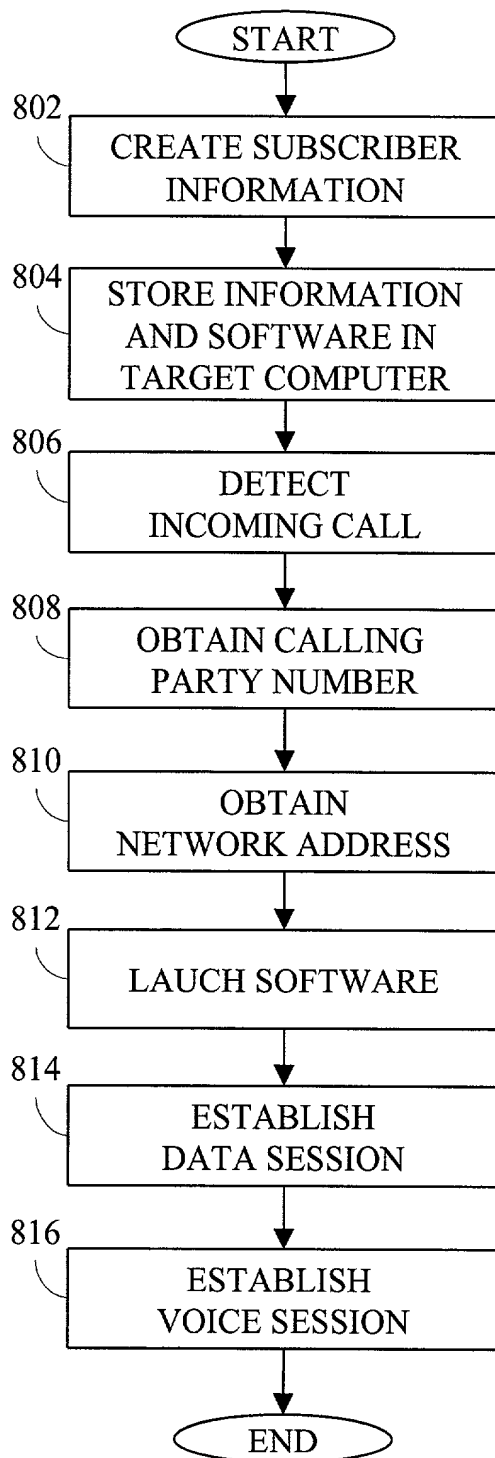 START
802
CREATE SUBSCRIBER
INFORMATION
804
STORE INFORMATION
AND SOFTWARE IN
TARGET COMPUTER
806
DETECT
INCOMING CALL
808
OBTAIN CALLING
PARTY NUMBER
810
OBTAIN
NETWORK ADDRESS
812
LAUCH SOFTWARE
814
ESTABLISH
DATA SESSION
816
ESTABLISH
VOICE SESSION
END